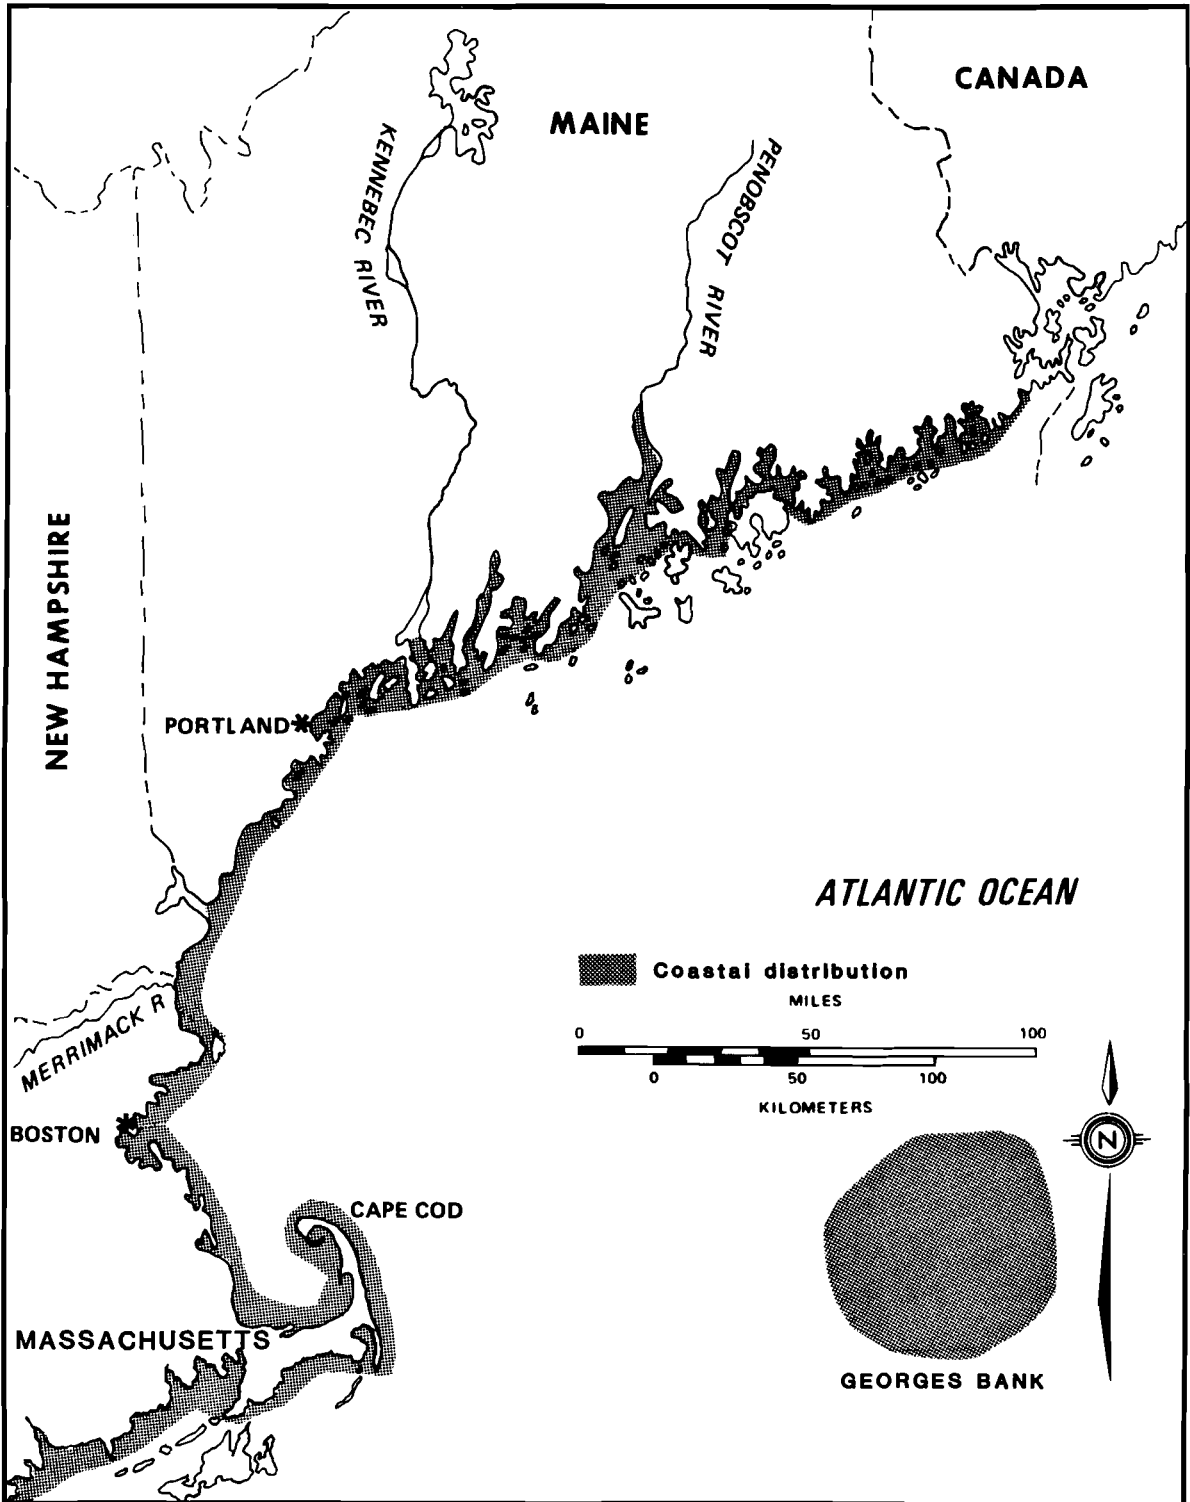 CANADA
MAINE
KENNEBEC RIVER
PENOBSCOT RIVER
NEW HAMPSHIRE
PORTLAND
ATLANTIC OCEAN
Coastal distribution
MILES
0 50 100
0 50 100
KILOMETERS
MERRIMACK R
BOSTON
N
CAPE COD
MASSACHUSETTS
GEORGES BANK